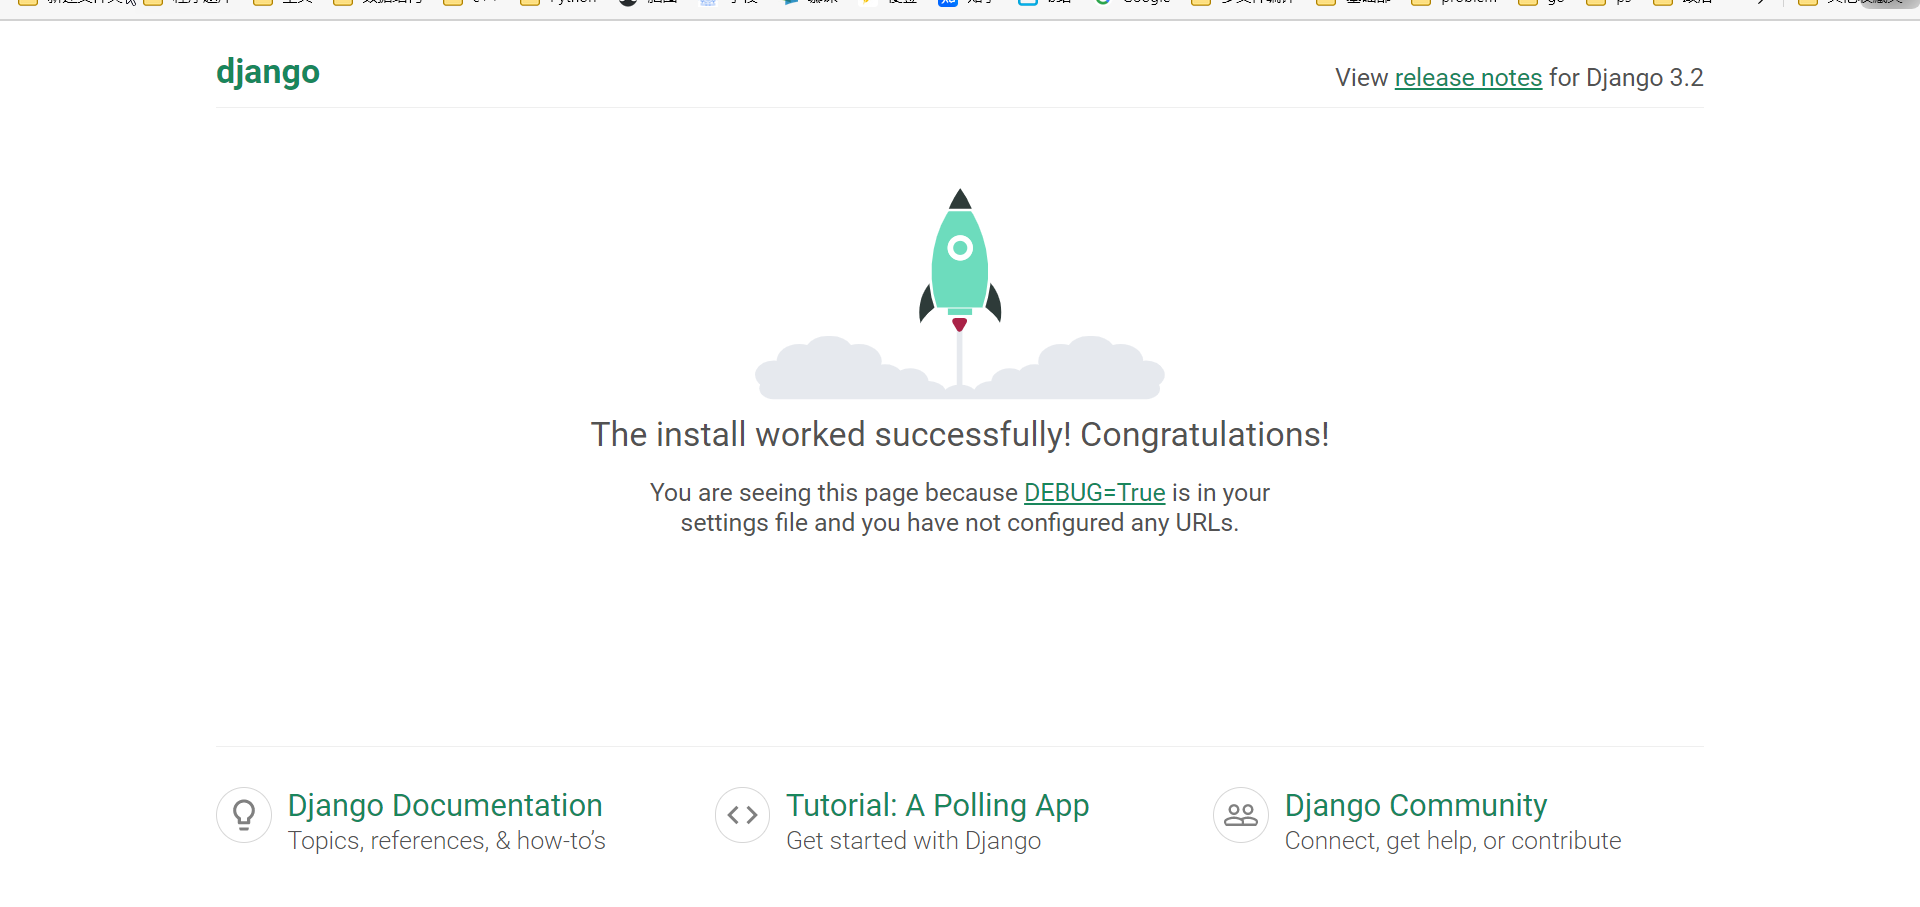 django
View release notes for Django 3.2
The install worked successfully! Congratulations!
You are seeing this page because DEBUG=True is in your
settings file and you have not configured any URLs.
Django Documentation
Topics, references, & how-to’s
Tutorial: A Polling App
Get started with Django
Django Community
Connect, get help, or contribute